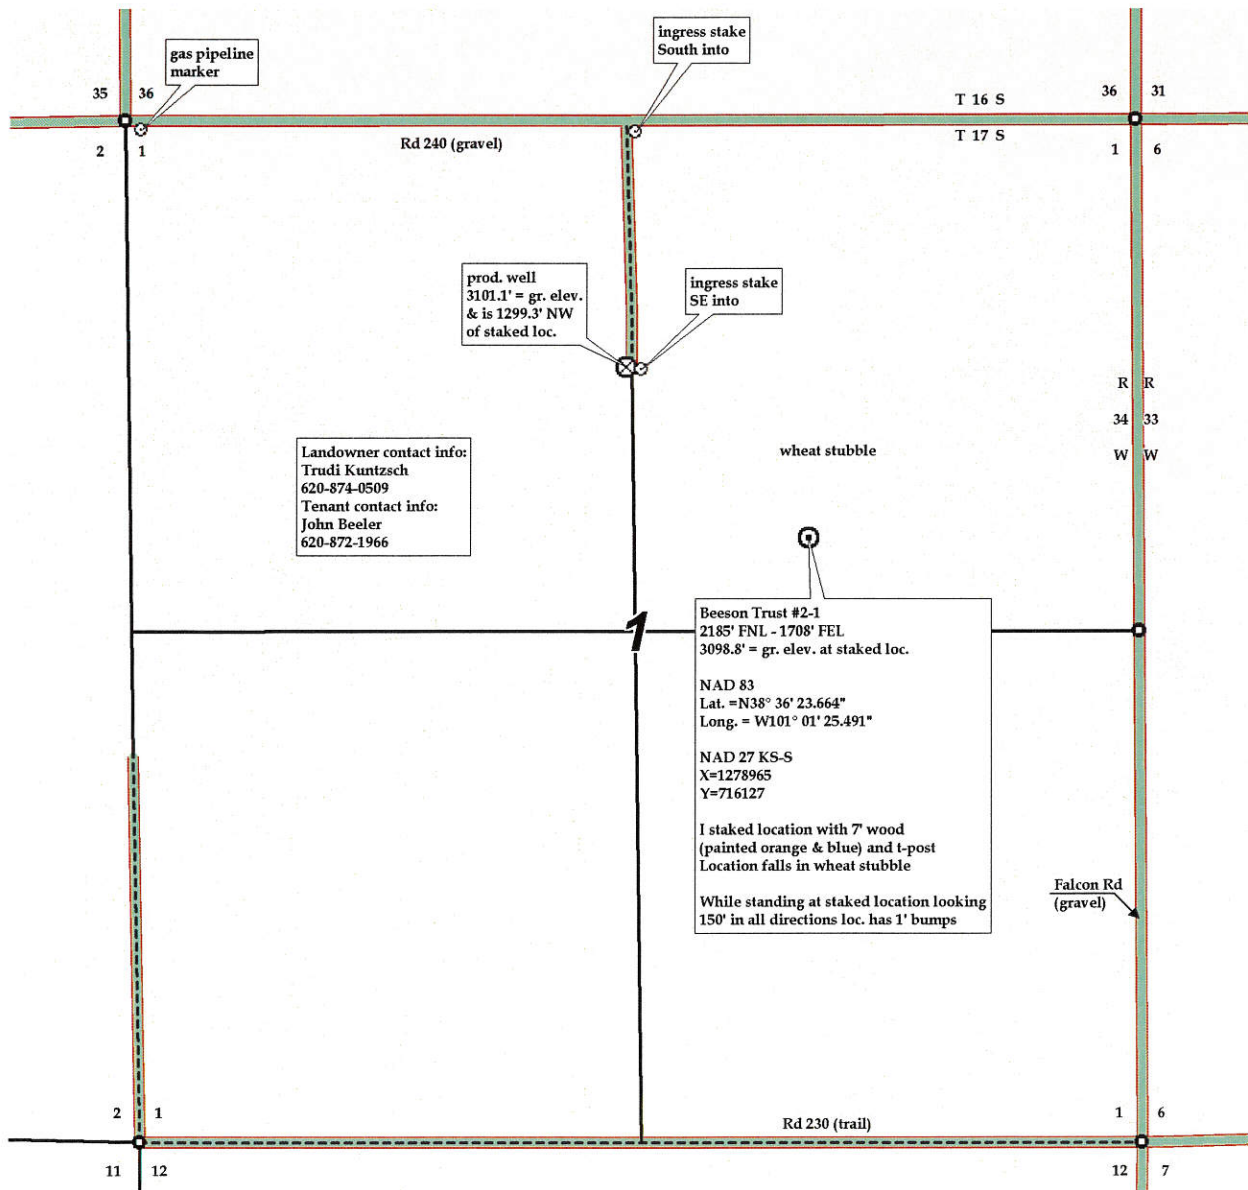 gas pipeline
marker
ingress stake
South into
35 36
36 31
T 16 S
T 17 S
Rd 240 (gravel)
2 1
1 6
prod. well
3101.1' = gr. elev.
& is 1299.3' NW
of staked loc.
ingress stake
SE into
R R
34 33
W W
wheat stubble
Landowner contact info:
Trudi Kuntzsch
620-874-0509
Tenant contact info:
John Beeler
620-872-1966
1
Beeson Trust #2-1
2185' FNL - 1708' FEL
3098.8' = gr. elev. at staked loc.
NAD 83
Lat. =N38° 36' 23.664"
Long. = W101° 01' 25.491"
NAD 27 KS-S
X=1278965
Y=716127
I staked location with 7' wood
(painted orange & blue) and t-post
Location falls in wheat stubble
While standing at staked location looking
150' in all directions loc. has 1' bumps
Falcon Rd
(gravel)
2 1
1 6
Rd 230 (trail)
11 12
12 7